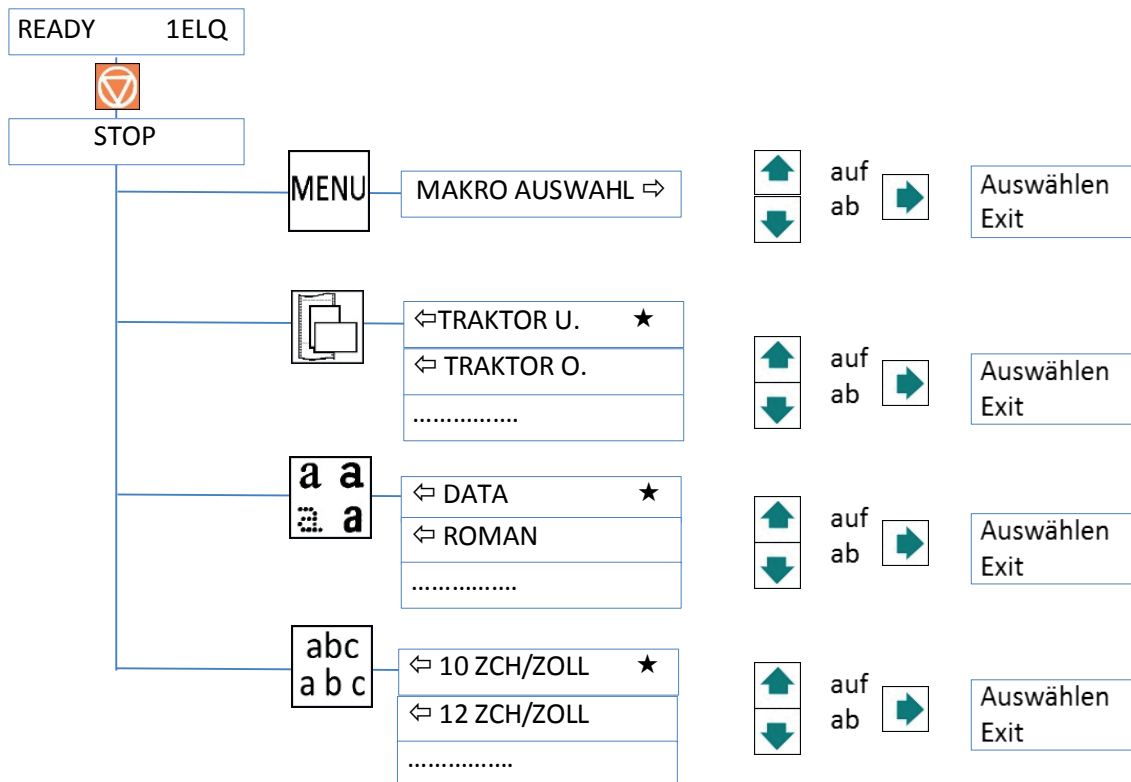 READY 1ELQ
STOP
MENU
MAKRO AUSWAHL ⇨
auf
ab
Auswählen
Exit
⇦TRAKTOR U. ★
⇦ TRAKTOR O.
.................
auf
ab
Auswählen
Exit
a a
a a
⇦ DATA ★
⇦ ROMAN
.................
auf
ab
Auswählen
Exit
abc
a b c
⇦ 10 ZCH/ZOLL ★
⇦ 12 ZCH/ZOLL
.................
auf
ab
Auswählen
Exit